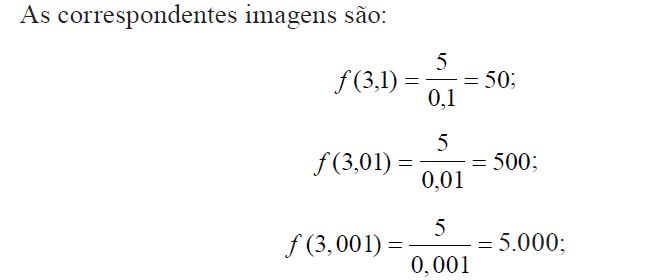 As correspondentes imagens são:
f (3,1) = 5/0,1 = 50;
f (3,01) = 5/0,01 = 500;
f (3,001) = 5/0,001 = 5.000;